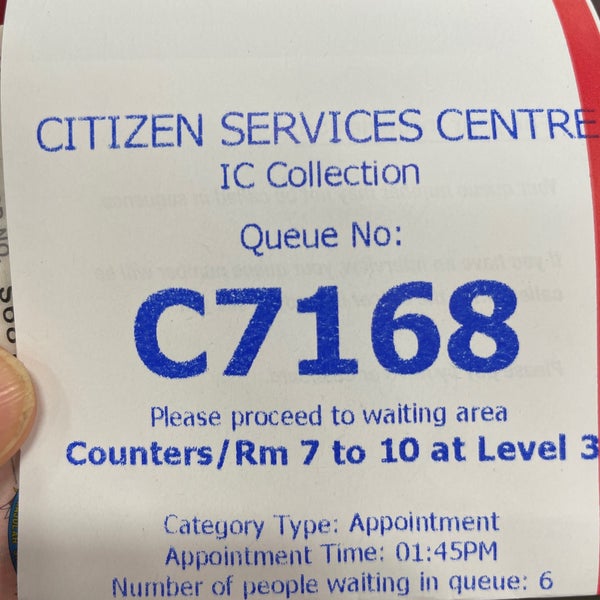 CITIZEN SERVICES CENTRE
IC Collection
Queue No:
C7168
Please proceed to waiting area
Counters/Rm 7 to 10 at Level 3
Category Type: Appointment
Appointment Time: 01:45PM
Number of people waiting in queue: 6